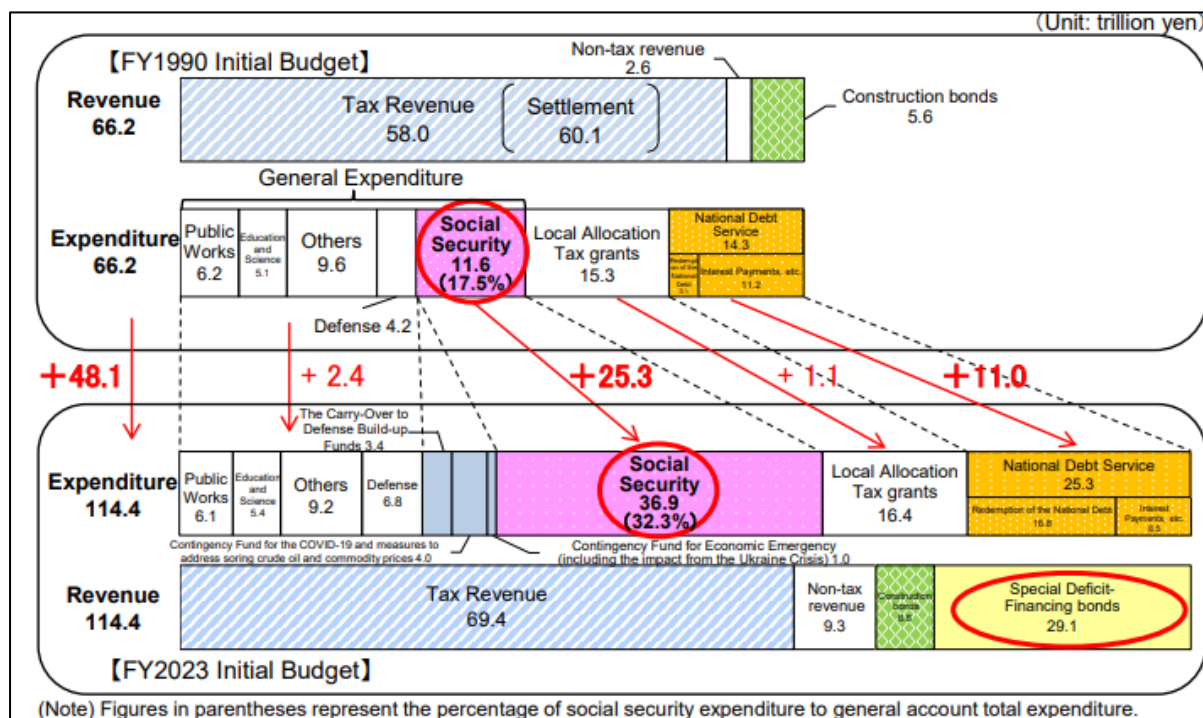 (Unit: trillion yen)
【FY1990 Initial Budget】
Non-tax revenue
2.6
Revenue
66.2
Tax Revenue
58.0
Settlement
60.1
Construction bonds
5.6
General Expenditure
Expenditure
66.2
Public
Works
6.2
Education
and
Science
5.1
Others
9.6
Social
Security
11.6
(17.5%)
Local Allocation
Tax grants
15.3
National Debt
Service
14.3
Redemption
of the
National
Debt
Interest Payments, etc.
11.2
Defense 4.2
+48.1
+ 2.4
+25.3
+ 1.1
+11.0
The Carry-Over to
Defense Build-up
Funds 3.4
Expenditure
114.4
Public
Works
6.1
Education
and
Science
5.4
Others
9.2
Defense
6.8
Social
Security
36.9
(32.3%)
Local Allocation
Tax grants
16.4
National Debt Service
25.3
Redemption of the National Debt
16.8
Interest
Payments, etc.
8.5
Contingency Fund for the COVID-19 and measures to
address soring crude oil and commodity prices 4.0
Contingency Fund for Economic Emergency
(including the impact from the Ukraine Crisis) 1.0
Revenue
114.4
Tax Revenue
69.4
Non-tax
revenue
9.3
Construction
bonds
6.6
Special Deficit-
Financing bonds
29.1
【FY2023 Initial Budget】
(Note) Figures in parentheses represent the percentage of social security expenditure to general account total expenditure.